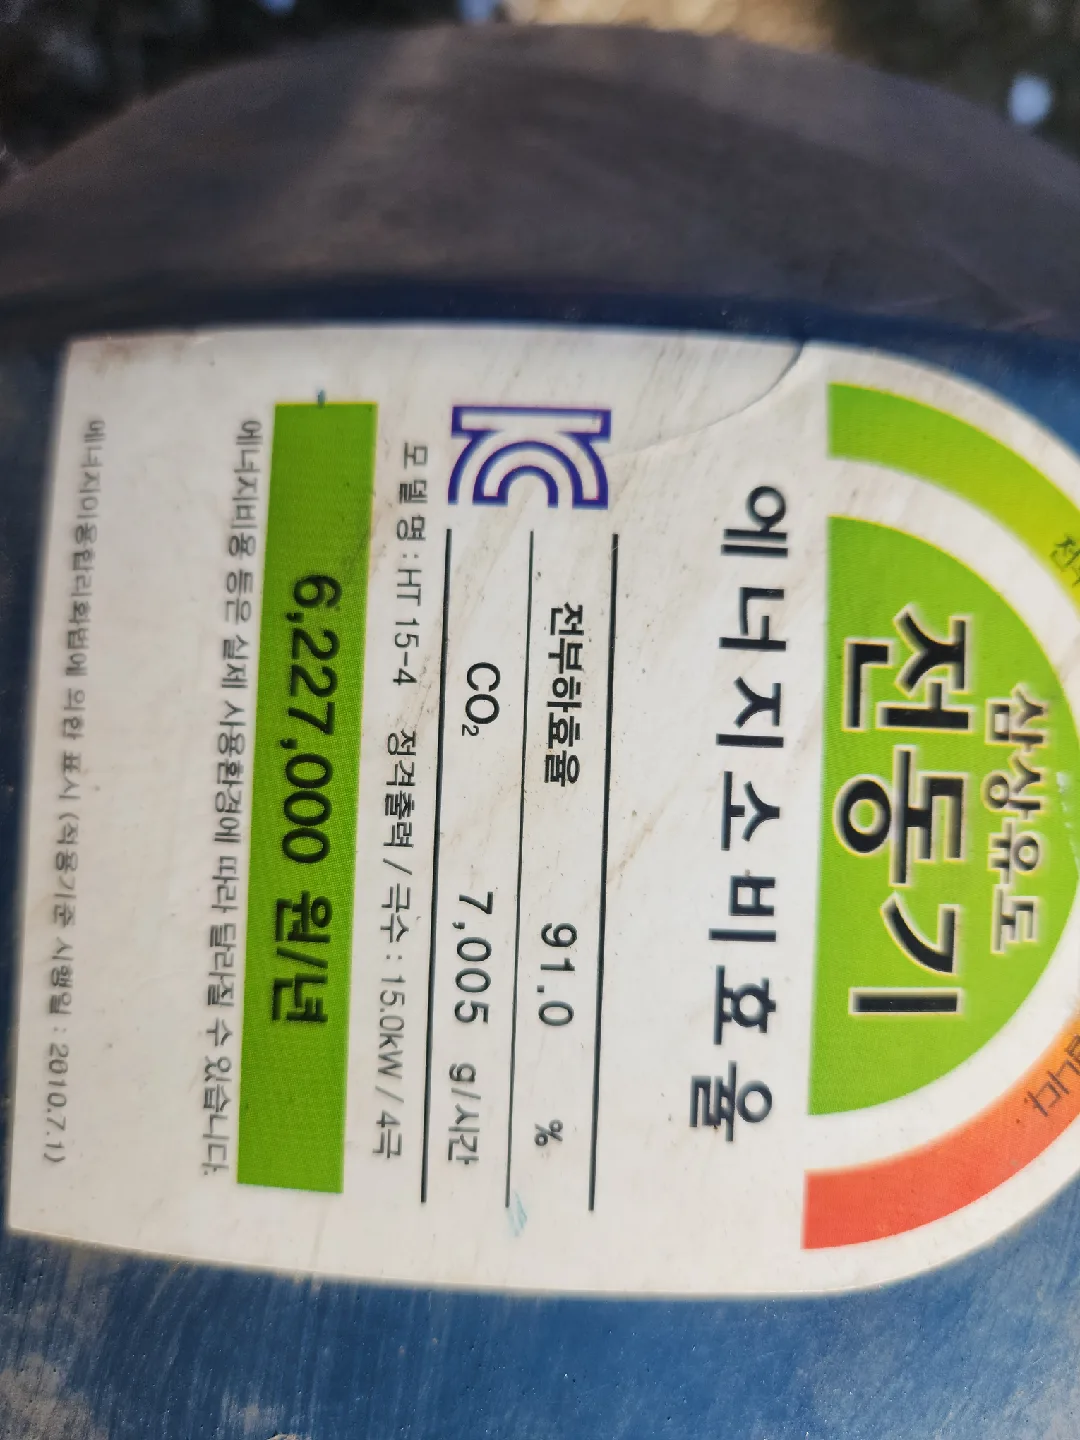 삼상유도
전동기
에너지소비효율
KC
전부하효율 91.0 %
CO₂ 7,005 g/시간
모델명 : HT 15-4 정격출력 / 극수 : 15.0kW / 4극
6,227,000 원/년
에너지비용 등은 실제 사용환경에 따라 달라질 수 있습니다.
에너지이용합리화법에 의한 표시 (적용기준 시행일 : 2010.7.1)